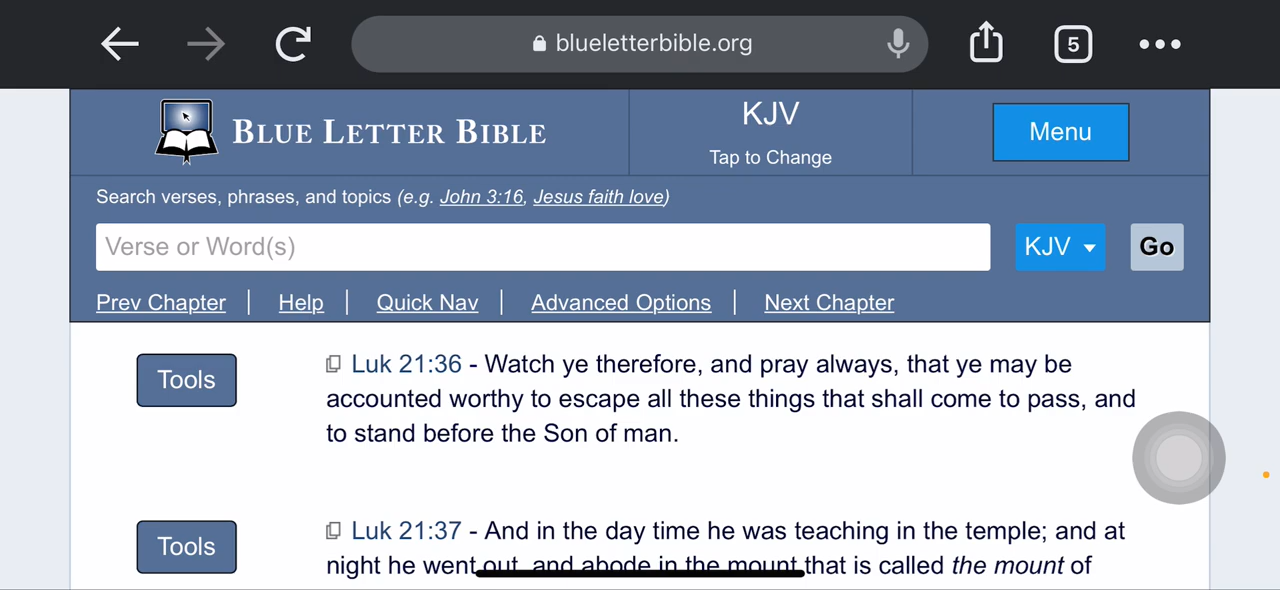 blueletterbible.org
5
BLUE LETTER BIBLE
KJV
Tap to Change
Menu
Search verses, phrases, and topics (e.g. John 3:16, Jesus faith love)
Verse or Word(s)
KJV
Go
Prev Chapter | Help | Quick Nav | Advanced Options | Next Chapter
Tools
Luk 21:36 - Watch ye therefore, and pray always, that ye may be
accounted worthy to escape all these things that shall come to pass, and
to stand before the Son of man.
Tools
Luk 21:37 - And in the day time he was teaching in the temple; and at
night he went out, and abode in the mount that is called the mount of